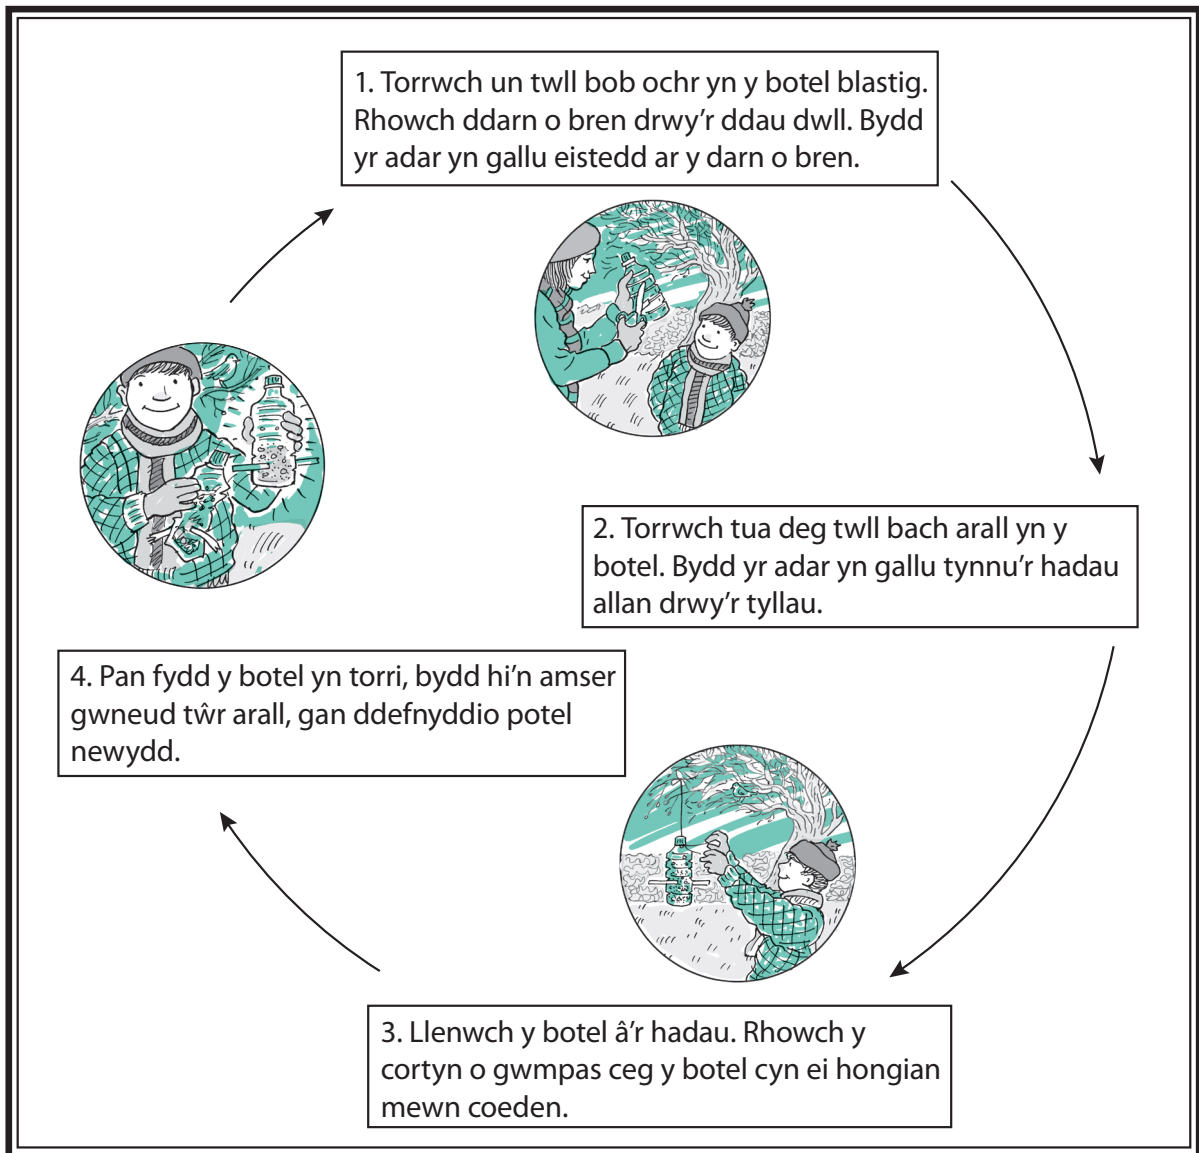 1. Torrwch un twll bob ochr yn y botel blastig.
Rhowch ddarn o bren drwy’r ddau dwll. Bydd
yr adar yn gallu eistedd ar y darn o bren.
2. Torrwch tua deg twll bach arall yn y
botel. Bydd yr adar yn gallu tynnu’r hadau
allan drwy’r tyllau.
3. Llenwch y botel â’r hadau. Rhowch y
cortyn o gwmpas ceg y botel cyn ei hongian
mewn coeden.
4. Pan fydd y botel yn torri, bydd hi’n amser
gwneud tŵr arall, gan ddefnyddio potel
newydd.